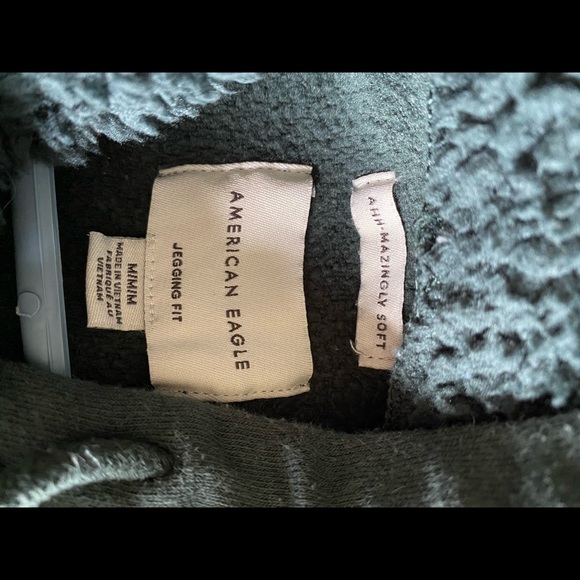 AMERICAN EAGLE
JEGGING FIT
M/M/M
MADE IN VIETNAM
FABRIQUÉ AU
VIETNAM
AHH-MAZINGLY SOFT